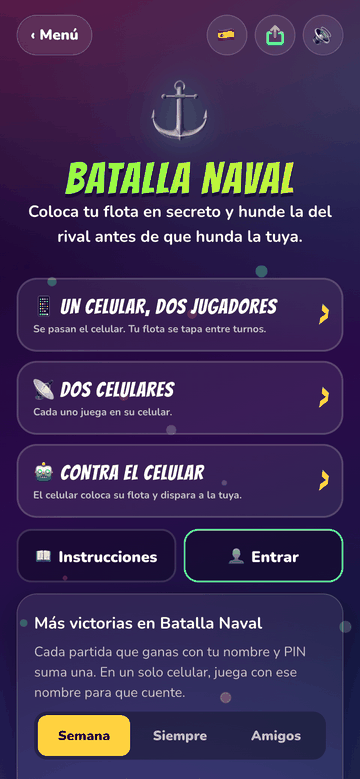 ‹ Menú
BATALLA NAVAL
Coloca tu flota en secreto y hunde la del
rival antes de que hunda la tuya.
UN CELULAR, DOS JUGADORES
Se pasan el celular. Tu flota se tapa entre turnos.
DOS CELULARES
Cada uno juega en su celular.
CONTRA EL CELULAR
El celular coloca su flota y dispara a la tuya.
Instrucciones
Entrar
Más victorias en Batalla Naval
Cada partida que ganas con tu nombre y PIN
suma una. En un solo celular, juega con ese
nombre para que cuente.
Semana Siempre Amigos